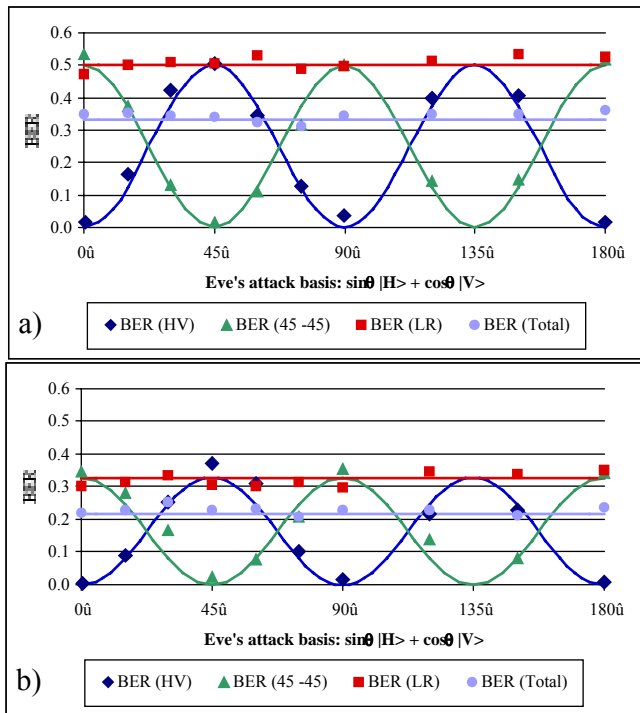 a)
BER
0.6
0.5
0.4
0.3
0.2
0.1
0.0
0û 45û 90û 135û 180û
Eve's attack basis: sinθ |H> + cosθ |V>
BER (HV) BER (45 -45) BER (LR) BER (Total)
b)
BER
0.6
0.5
0.4
0.3
0.2
0.1
0.0
0û 45û 90û 135û 180û
Eve's attack basis: sinθ |H> + cosθ |V>
BER (HV) BER (45 -45) BER (LR) BER (Total)